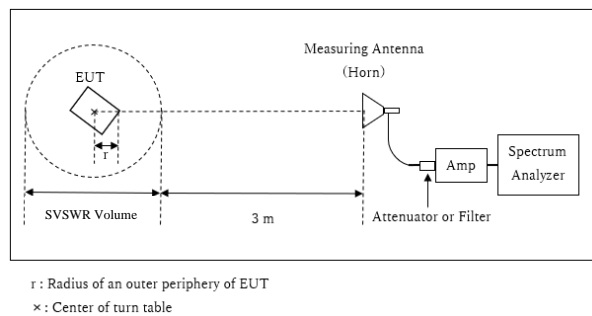 Measuring Antenna
(Horn)
EUT
r
Amp
Spectrum
Analyzer
SVSWR Volume
3 m
Attenuator or Filter
r : Radius of an outer periphery of EUT
× : Center of turn table